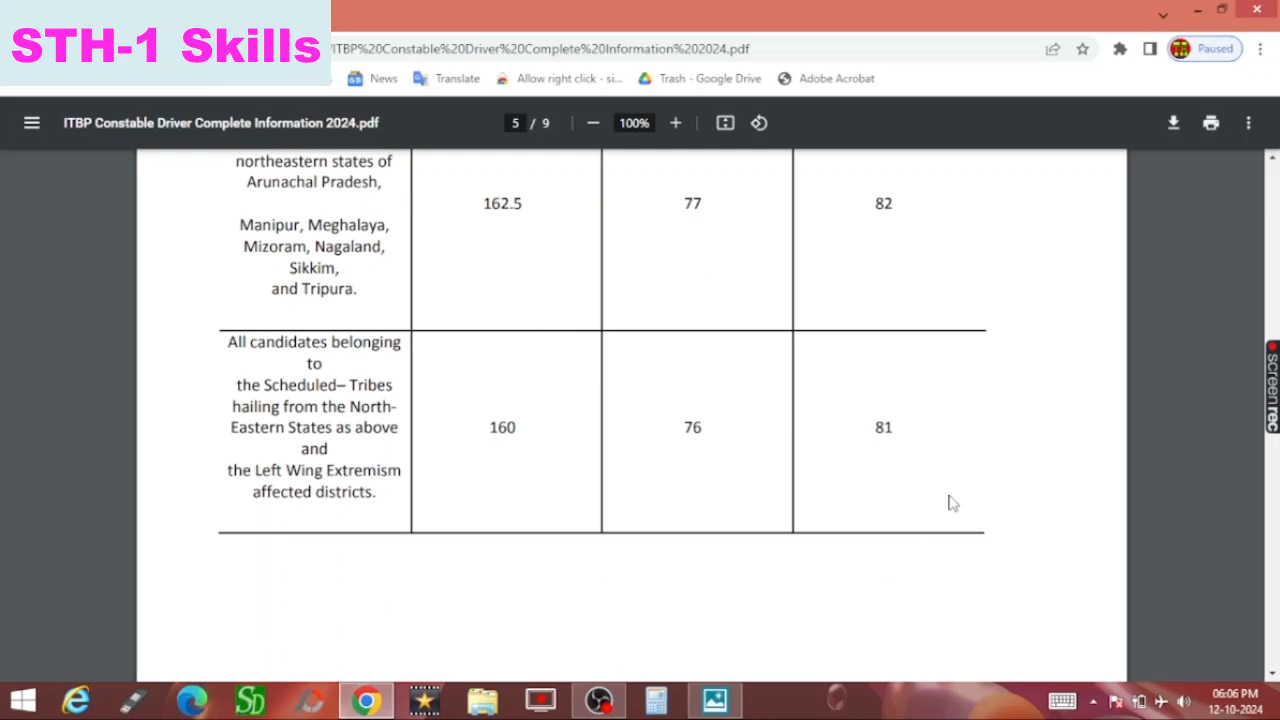 STH-1 Skills
/ITBP%20Constable%20Driver%20Complete%20Information%202024.pdf
Paused
News
Translate
Allow right click - si...
Trash - Google Drive
Adobe Acrobat
ITBP Constable Driver Complete Information 2024.pdf
5 / 9
100%
northeastern states of
Arunachal Pradesh,
162.5
77
82
Manipur, Meghalaya,
Mizoram, Nagaland,
Sikkim,
and Tripura.
All candidates belonging
to
the Scheduled– Tribes
hailing from the North-
Eastern States as above
and
the Left Wing Extremism
affected districts.
160
76
81
screenrec
SD
06:06 PM
12-10-2024